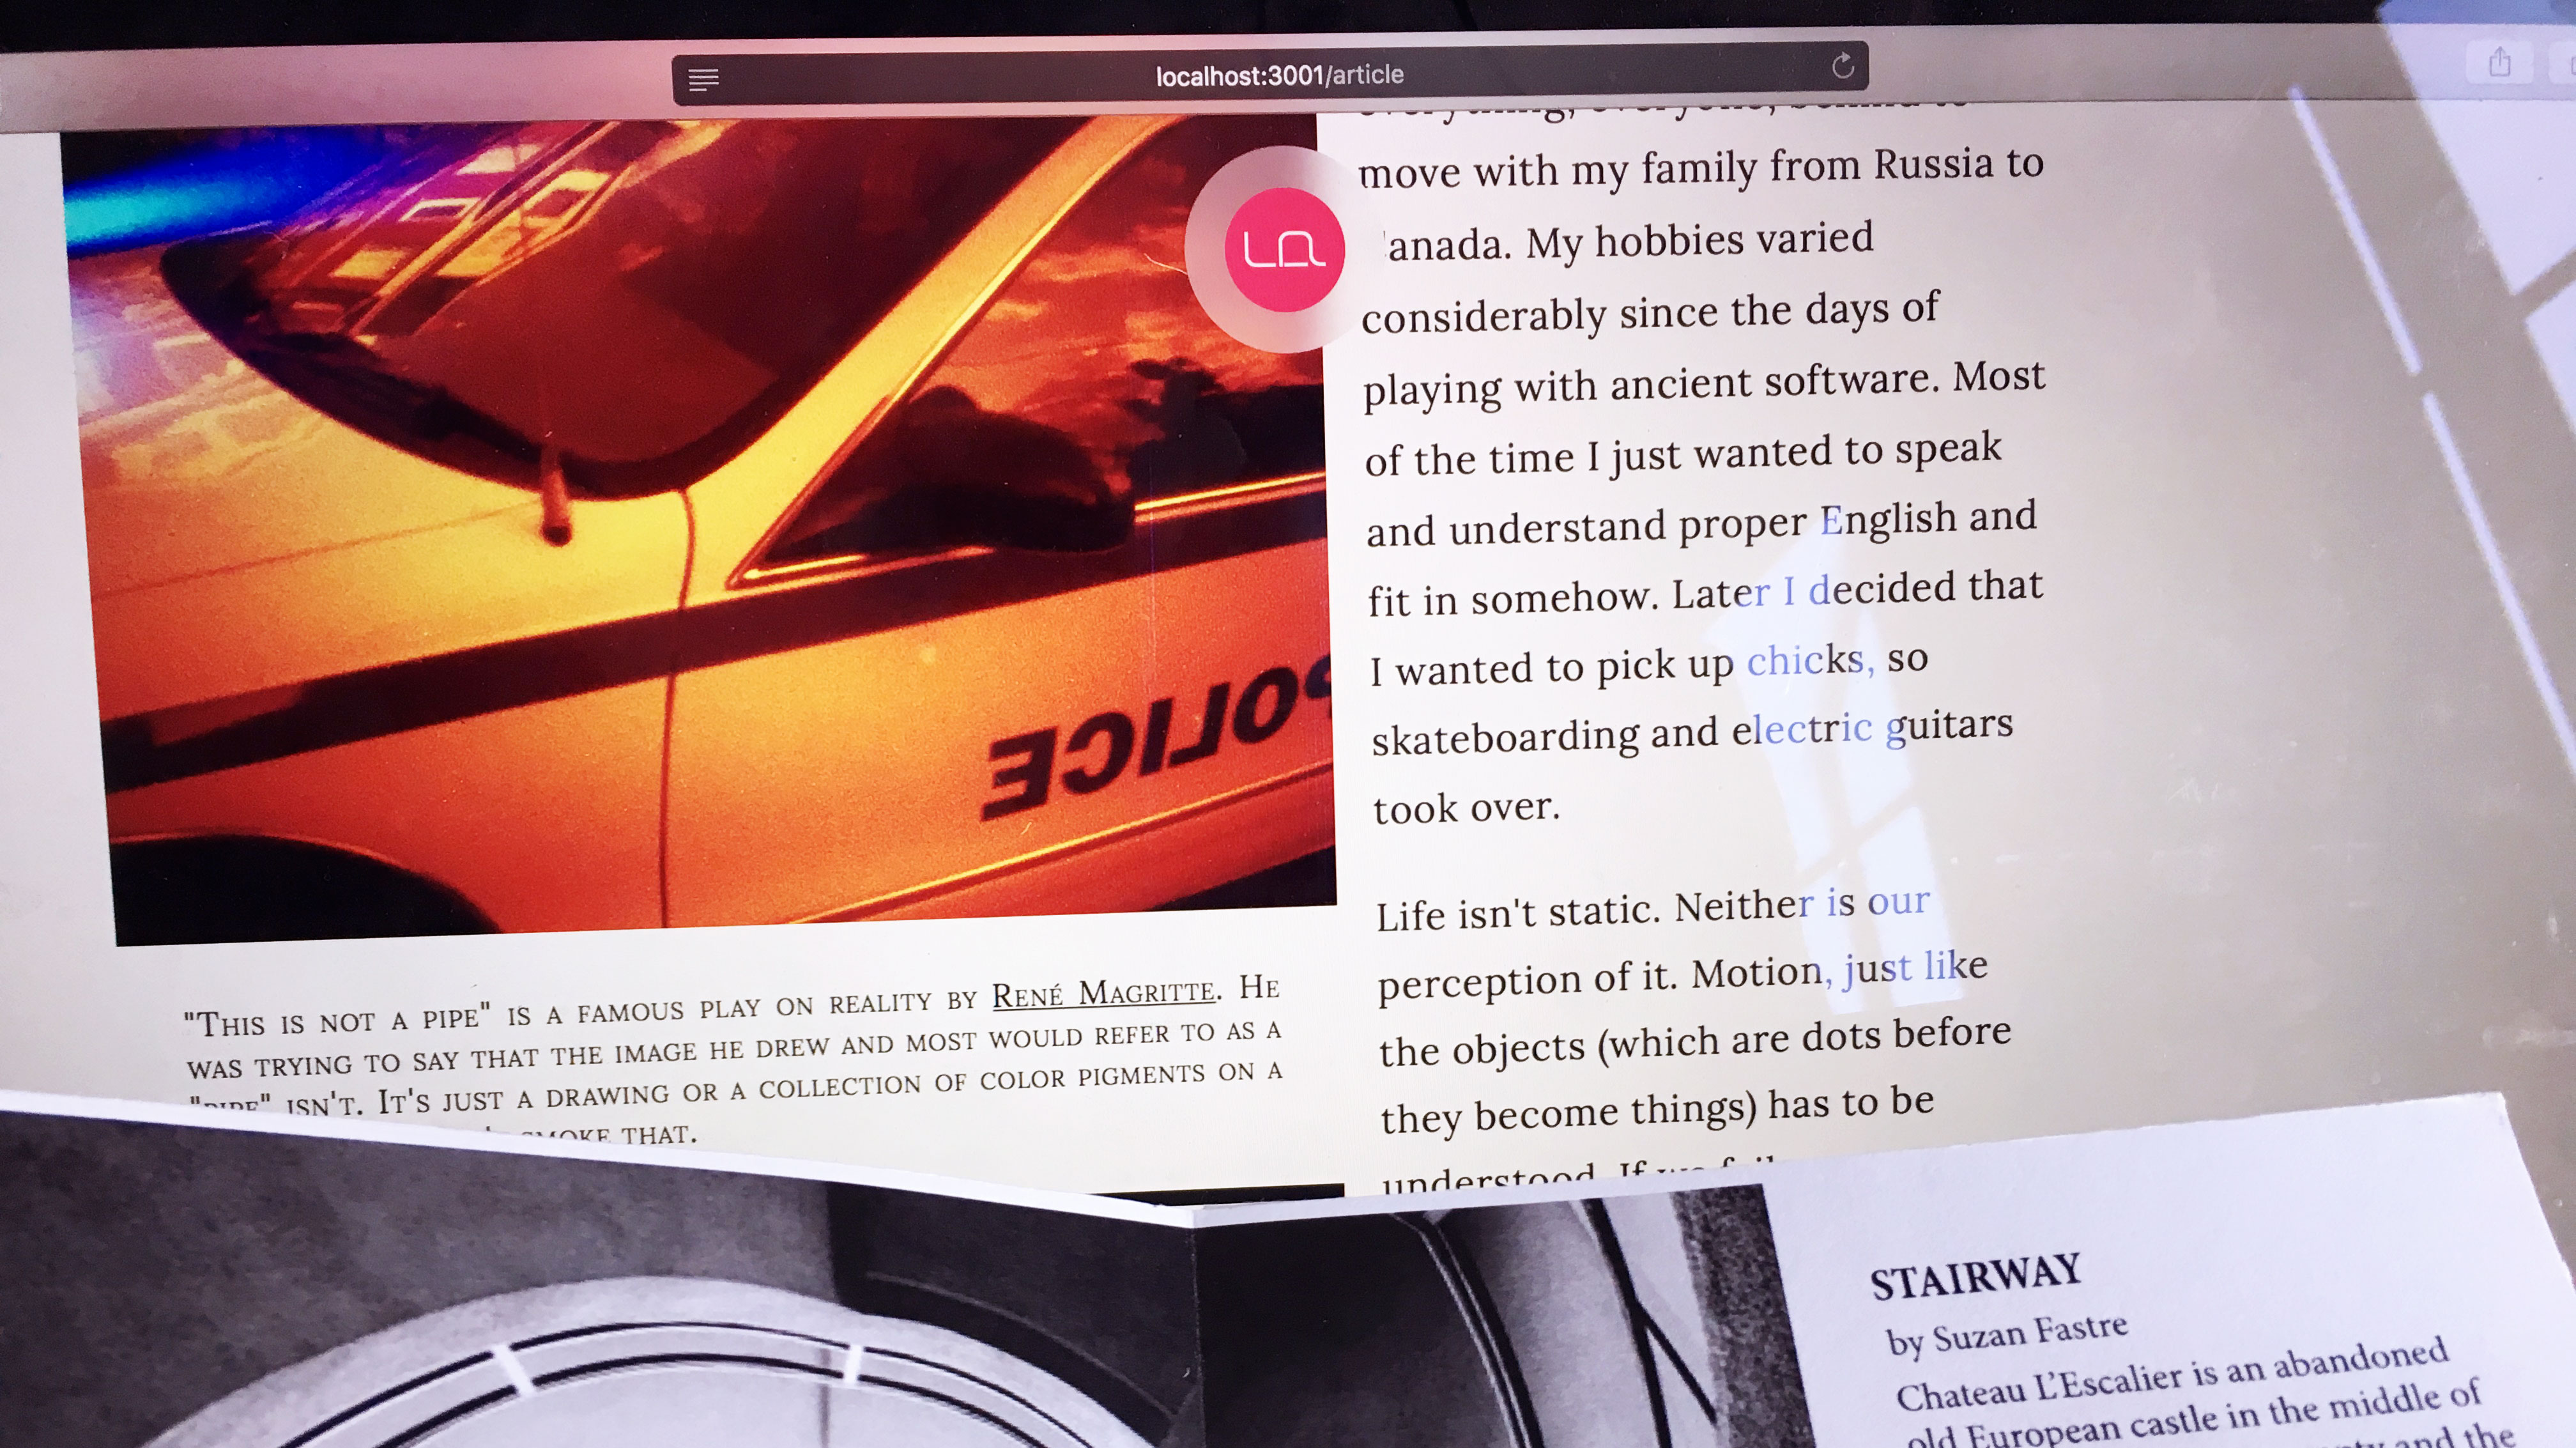 localhost:3001/article
move with my family from Russia to
anada. My hobbies varied
considerably since the days of
playing with ancient software. Most
of the time I just wanted to speak
and understand proper English and
fit in somehow. Later I decided that
I wanted to pick up chicks, so
skateboarding and electric guitars
took over.
Life isn't static. Neither is our
perception of it. Motion, just like
the objects (which are dots before
they become things) has to be
understood. If we
POLICE
"This is not a pipe" is a famous play on reality by René Magritte. He
was trying to say that the image he drew and most would refer to as a
"pipe" isn't. It's just a drawing or a collection of color pigments on a
smoke that.
STAIRWAY
by Suzan Fastre
Chateau L'Escalier is an abandoned
old European castle in the middle of
and the